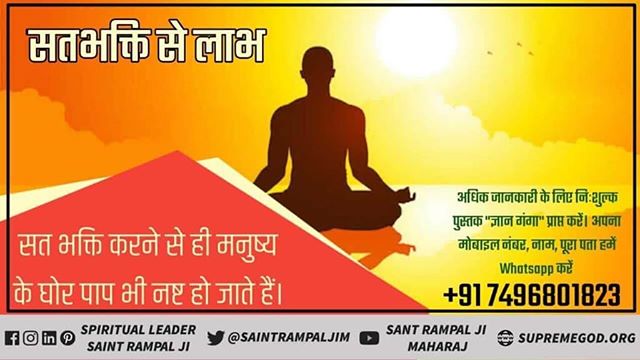 सतभक्ति से लाभ
सत भक्ति करने से ही मनुष्य
के घोर पाप भी नष्ट हो जाते हैं।
अधिक जानकारी के लिए निःशुल्क
पुस्तक "ज्ञान गंगा" प्राप्त करें। अपना
मोबाइल नंबर, नाम, पूरा पता हमें
Whatsapp करें
+91 7496801823
SPIRITUAL LEADER
SAINT RAMPAL JI
@SAINTRAMPALJIM
SANT RAMPAL JI
MAHARAJ
SUPREMEGOD.ORG